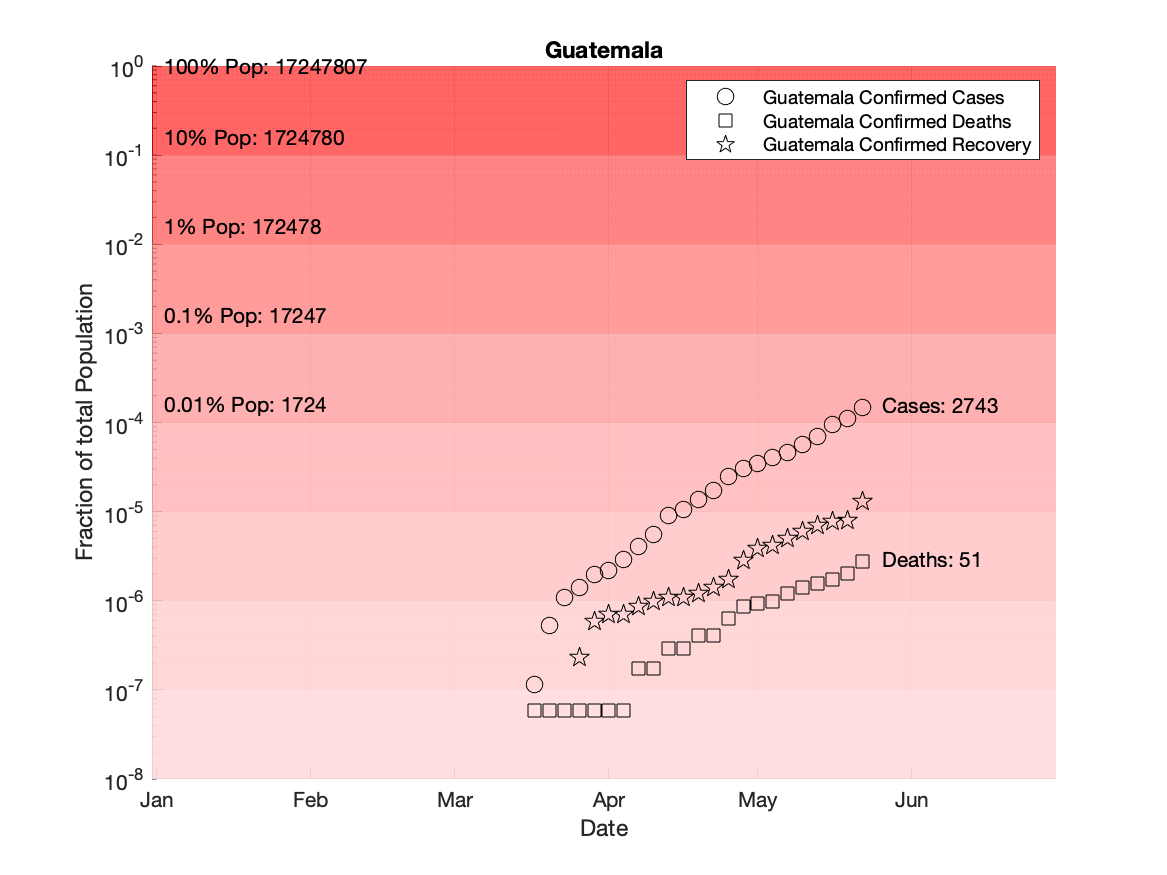 Guatemala
10^0
100% Pop: 17247807
Guatemala Confirmed Cases
Guatemala Confirmed Deaths
Guatemala Confirmed Recovery
10% Pop: 1724780
10^-1
1% Pop: 172478
10^-2
0.1% Pop: 17247
10^-3
0.01% Pop: 1724
Cases: 2743
10^-4
10^-5
Deaths: 51
10^-6
10^-7
10^-8
Fraction of total Population
Jan Feb Mar Apr May Jun
Date